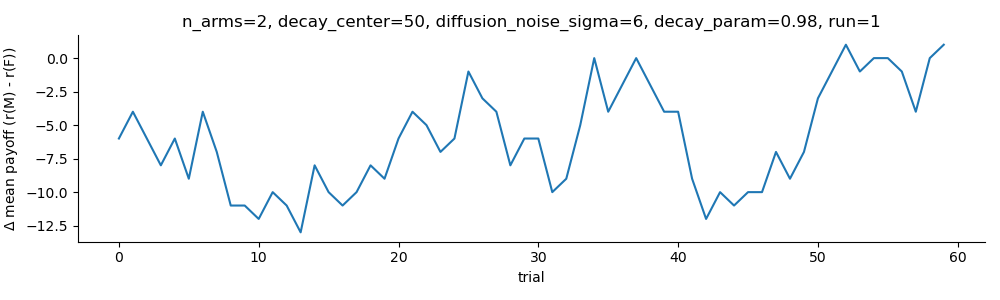 n_arms=2, decay_center=50, diffusion_noise_sigma=6, decay_param=0.98, run=1
Δ mean payoff (r(M) - r(F))
0.0
−2.5
−5.0
−7.5
−10.0
−12.5
0 10 20 30 40 50 60
trial